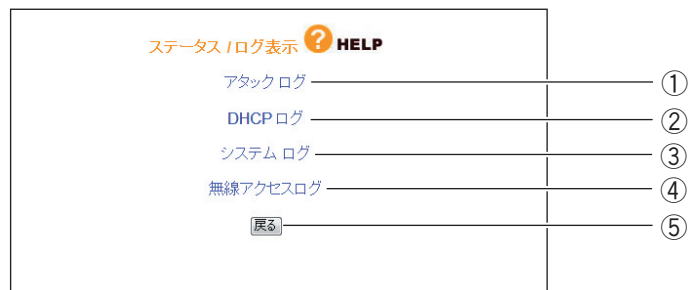 ステータス / ログ表示 ? HELP
アタック ログ ①
DHCP ログ ②
システム ログ ③
無線アクセスログ ④
戻る ⑤